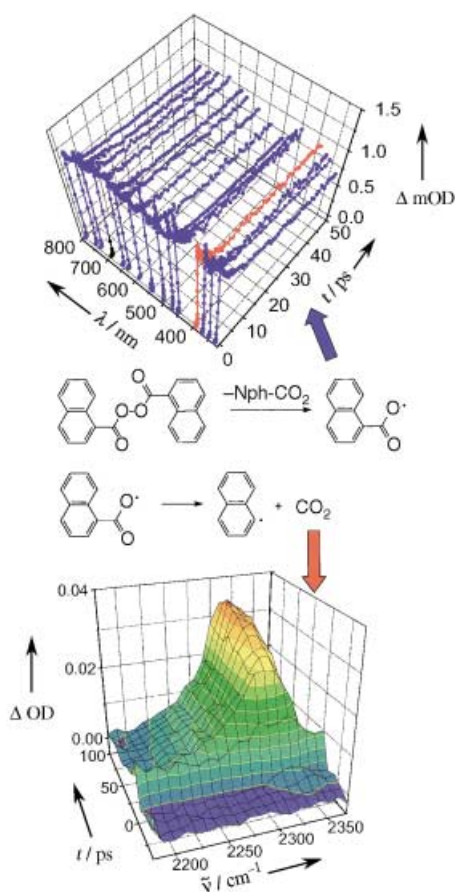 1.5
1.0
0.5
0.0
Δ mOD
50
40
30
20
10
0
t / ps
800
700
600
500
400
λ / nm
O
O
O
O
–Nph-CO₂
O•
O
O•
O
•
+ CO₂
0.04
0.02
0.00
Δ OD
100
50
0
t / ps
2200
2250
2300
2350
ṽ / cm⁻¹